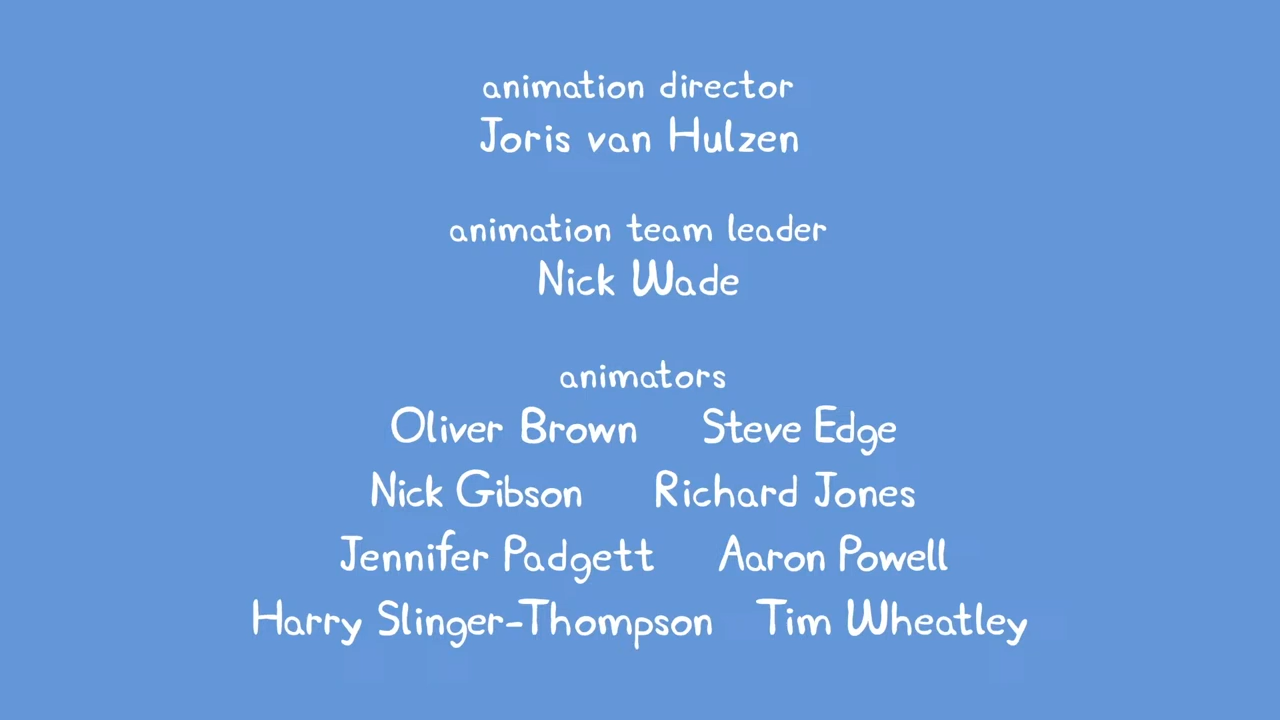 animation director
Joris van Hulzen
animation team leader
Nick Wade
animators
Oliver Brown Steve Edge
Nick Gibson Richard Jones
Jennifer Padgett Aaron Powell
Harry Slinger-Thompson Tim Wheatley